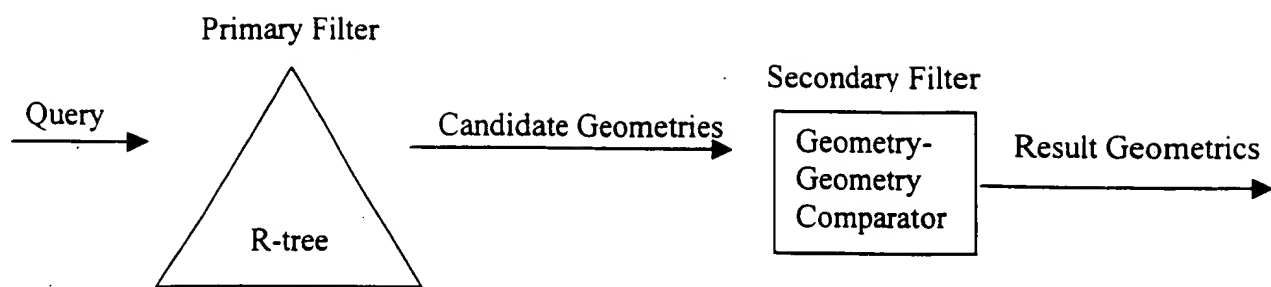 Primary Filter
Query
R-tree
Candidate Geometries
Secondary Filter
Geometry-
Geometry
Comparator
Result Geometrics